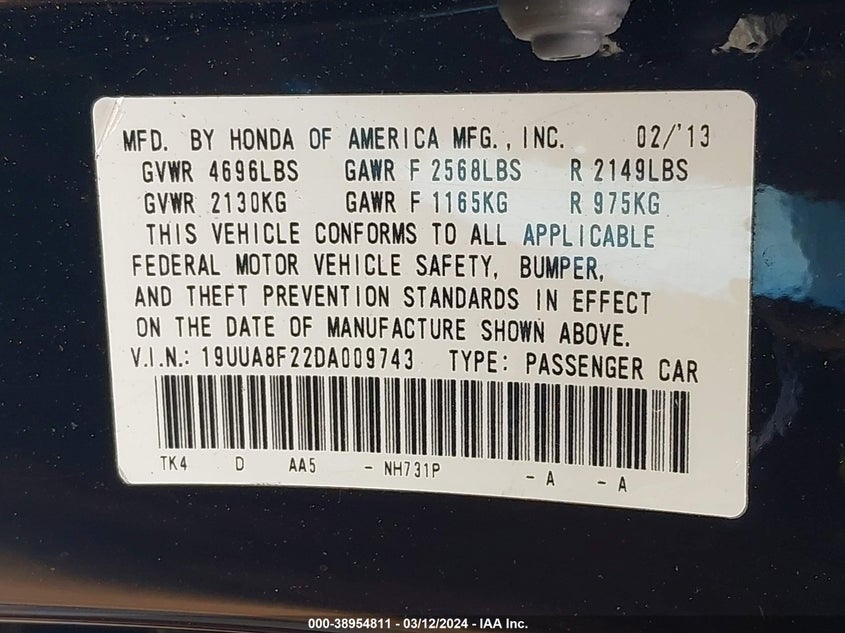 MFD. BY HONDA OF AMERICA MFG., INC. 02/'13
GVWR 4696LBS GAWR F 2568LBS R 2149LBS
GVWR 2130KG GAWR F 1165KG R 975KG
THIS VEHICLE CONFORMS TO ALL APPLICABLE
FEDERAL MOTOR VEHICLE SAFETY, BUMPER,
AND THEFT PREVENTION STANDARDS IN EFFECT
ON THE DATE OF MANUFACTURE SHOWN ABOVE.
V.I.N.: 19UUA8F22DA009743 TYPE: PASSENGER CAR
TK4 D AA5 - NH731P - A - A
000-38954811 - 03/12/2024 - IAA Inc.